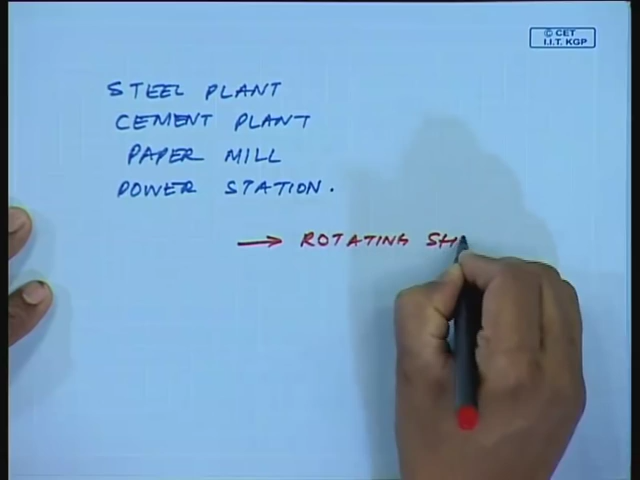 © CET
I.I.T. KGP
STEEL PLANT
CEMENT PLANT
PAPER MILL
POWER STATION.
→ ROTATING SH